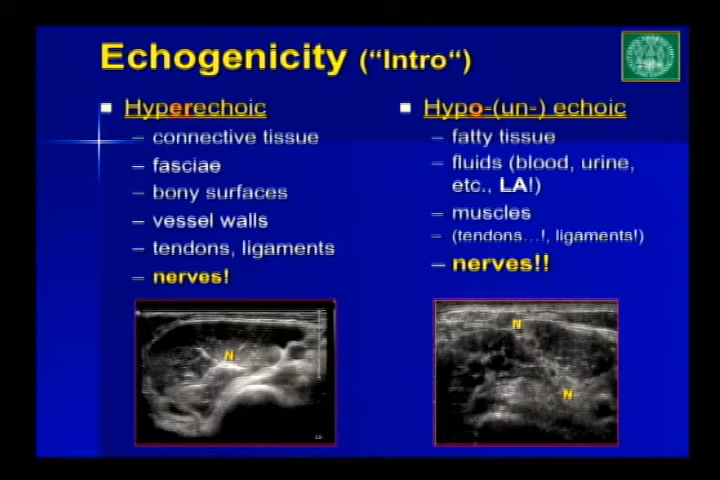 Echogenicity (“Intro“)
Hyperechoic
– connective tissue
– fasciae
– bony surfaces
– vessel walls
– tendons, ligaments
– nerves!
N
Hypo-(un-) echoic
– fatty tissue
– fluids (blood, urine,
etc., LA!)
– muscles
– (tendons…!, ligaments!)
– nerves!!
N
N